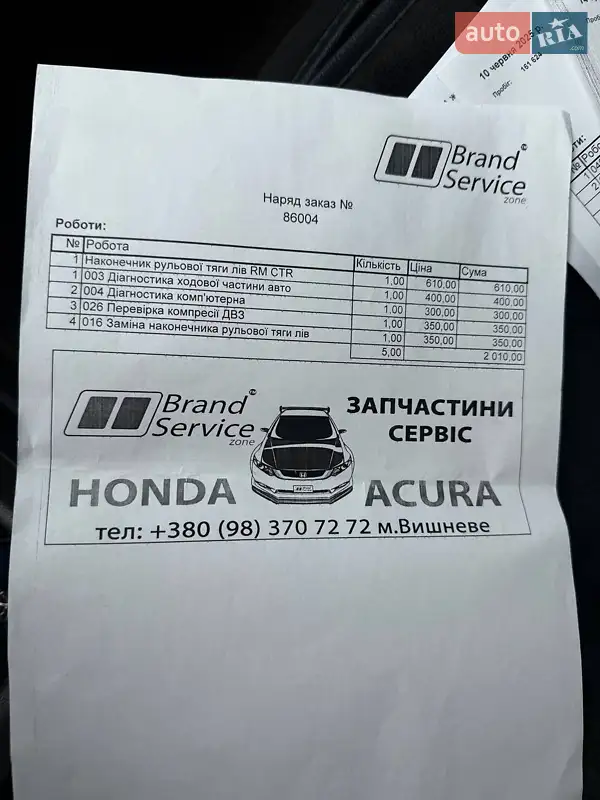 auto RIA .com
10 червня 2025 р.
Пробіг: 161 624
Brand Service zone
Наряд заказ №
86004
Роботи:
№ Робота Кількість Ціна Сума
1 Наконечник рульової тяги лів RM CTR 1,00 610,00 610,00
1 003 Діагностика ходової частини авто 1,00 400,00 400,00
2 004 Діагностика комп'ютерна 1,00 300,00 300,00
3 026 Перевірка компресії ДВЗ 1,00 350,00 350,00
4 016 Заміна наконечника рульової тяги лів 1,00 350,00 350,00
5,00 2 010,00
Brand Service zone
ЗАПЧАСТИНИ
СЕРВІС
HONDA ACURA
тел: +380 (98) 370 72 72 м.Вишневе